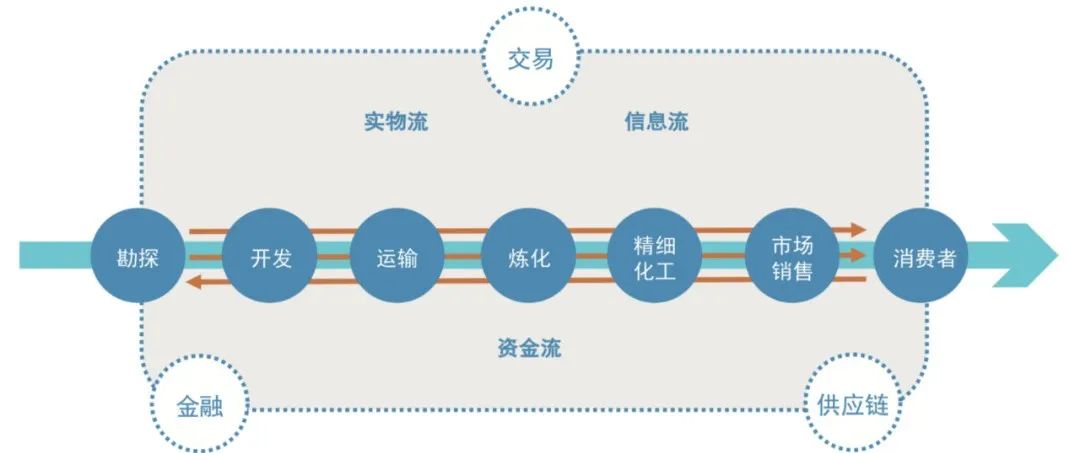 交易
实物流
信息流
勘探
开发
运输
炼化
精细
化工
市场
销售
消费者
资金流
金融
供应链